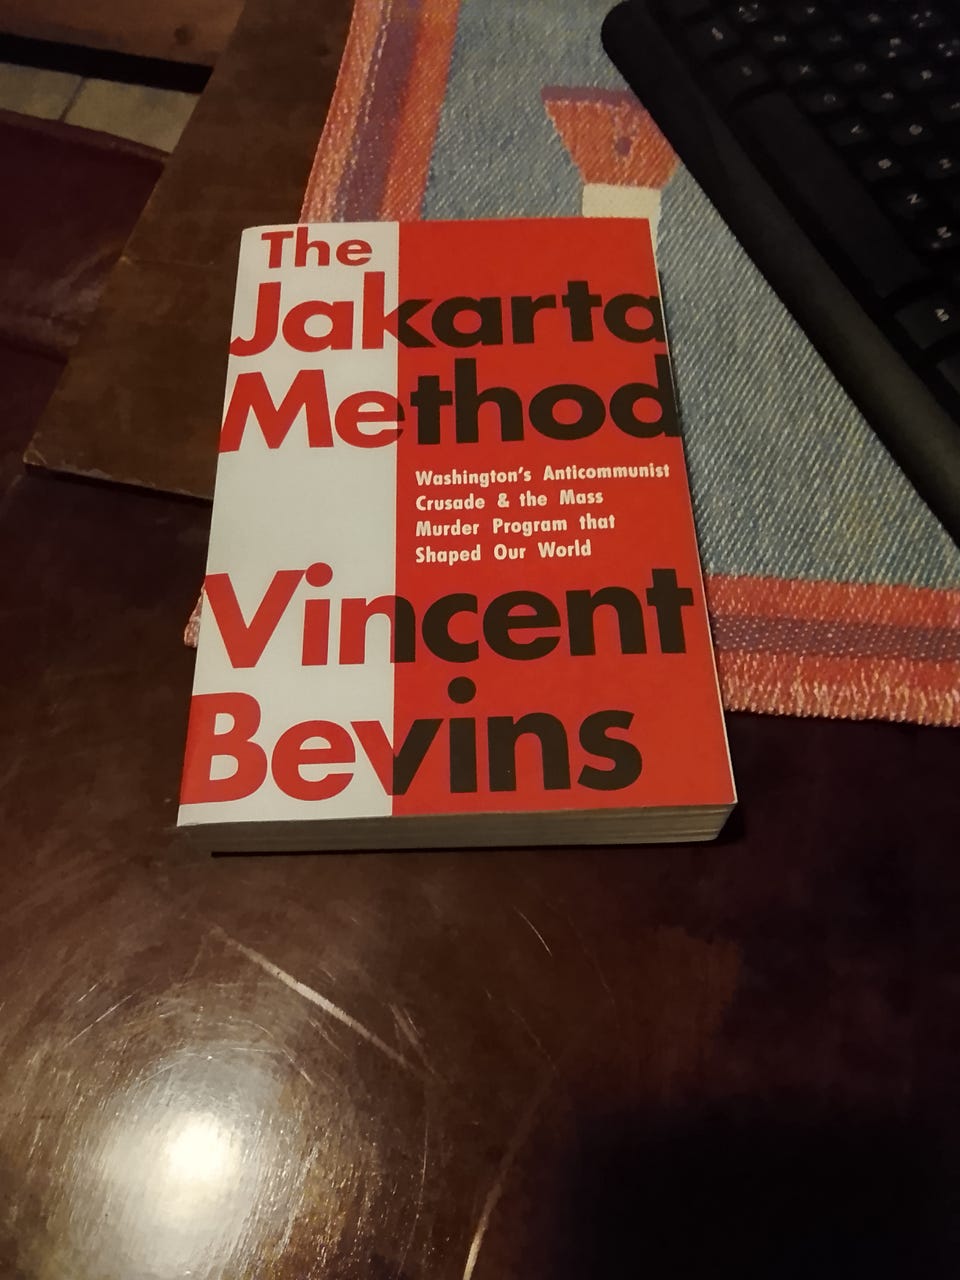 The
Jakarta
Method
Washington's Anticommunist
Crusade & the Mass
Murder Program that
Shaped Our World
Vincent
Bevins
N
M